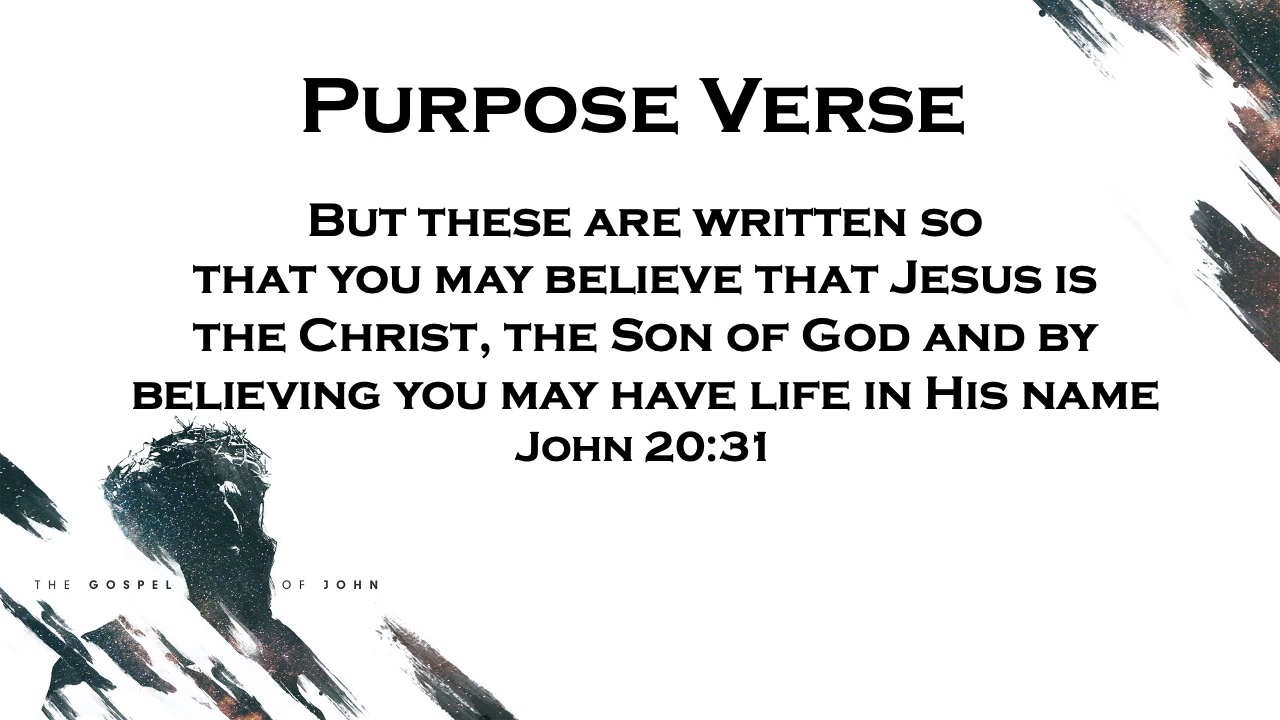 Purpose Verse
But these are written so
that you may believe that Jesus is
the Christ, the Son of God and by
believing you may have life in His name
John 20:31
THE GOSPEL OF JOHN